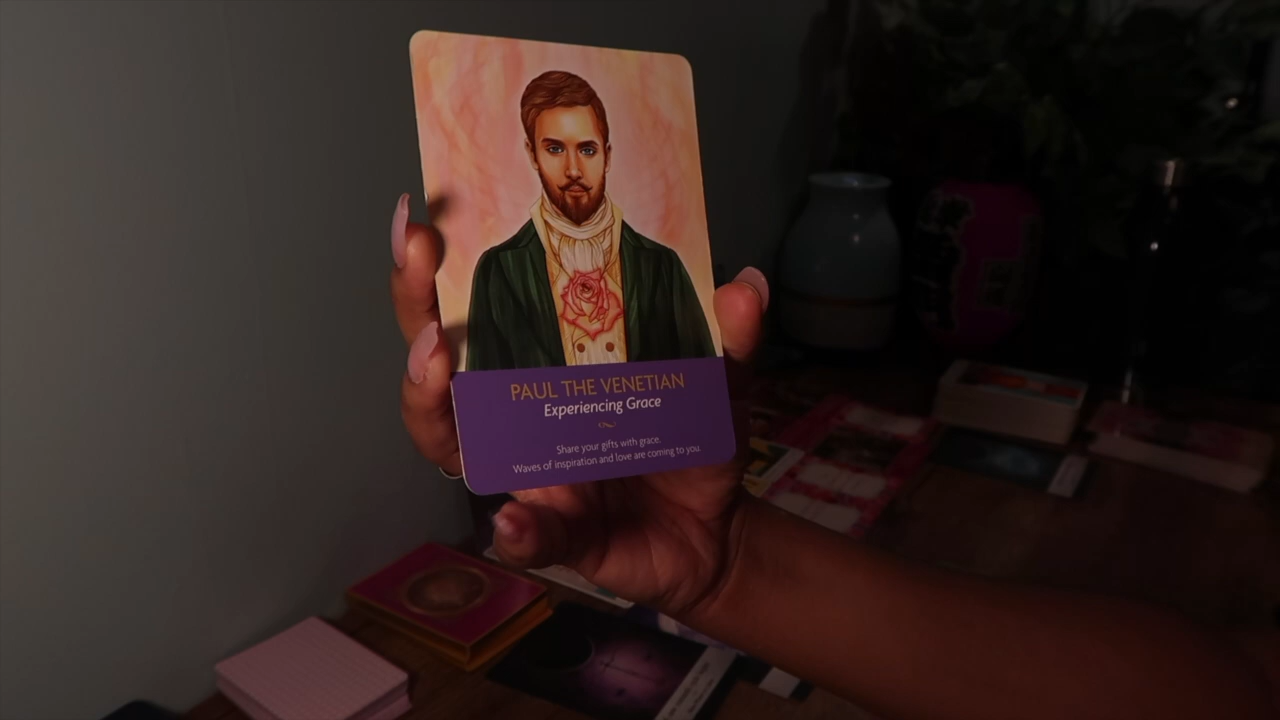 PAUL THE VENETIAN
Experiencing Grace
Share your gifts with grace.
Waves of inspiration and love are coming to you.